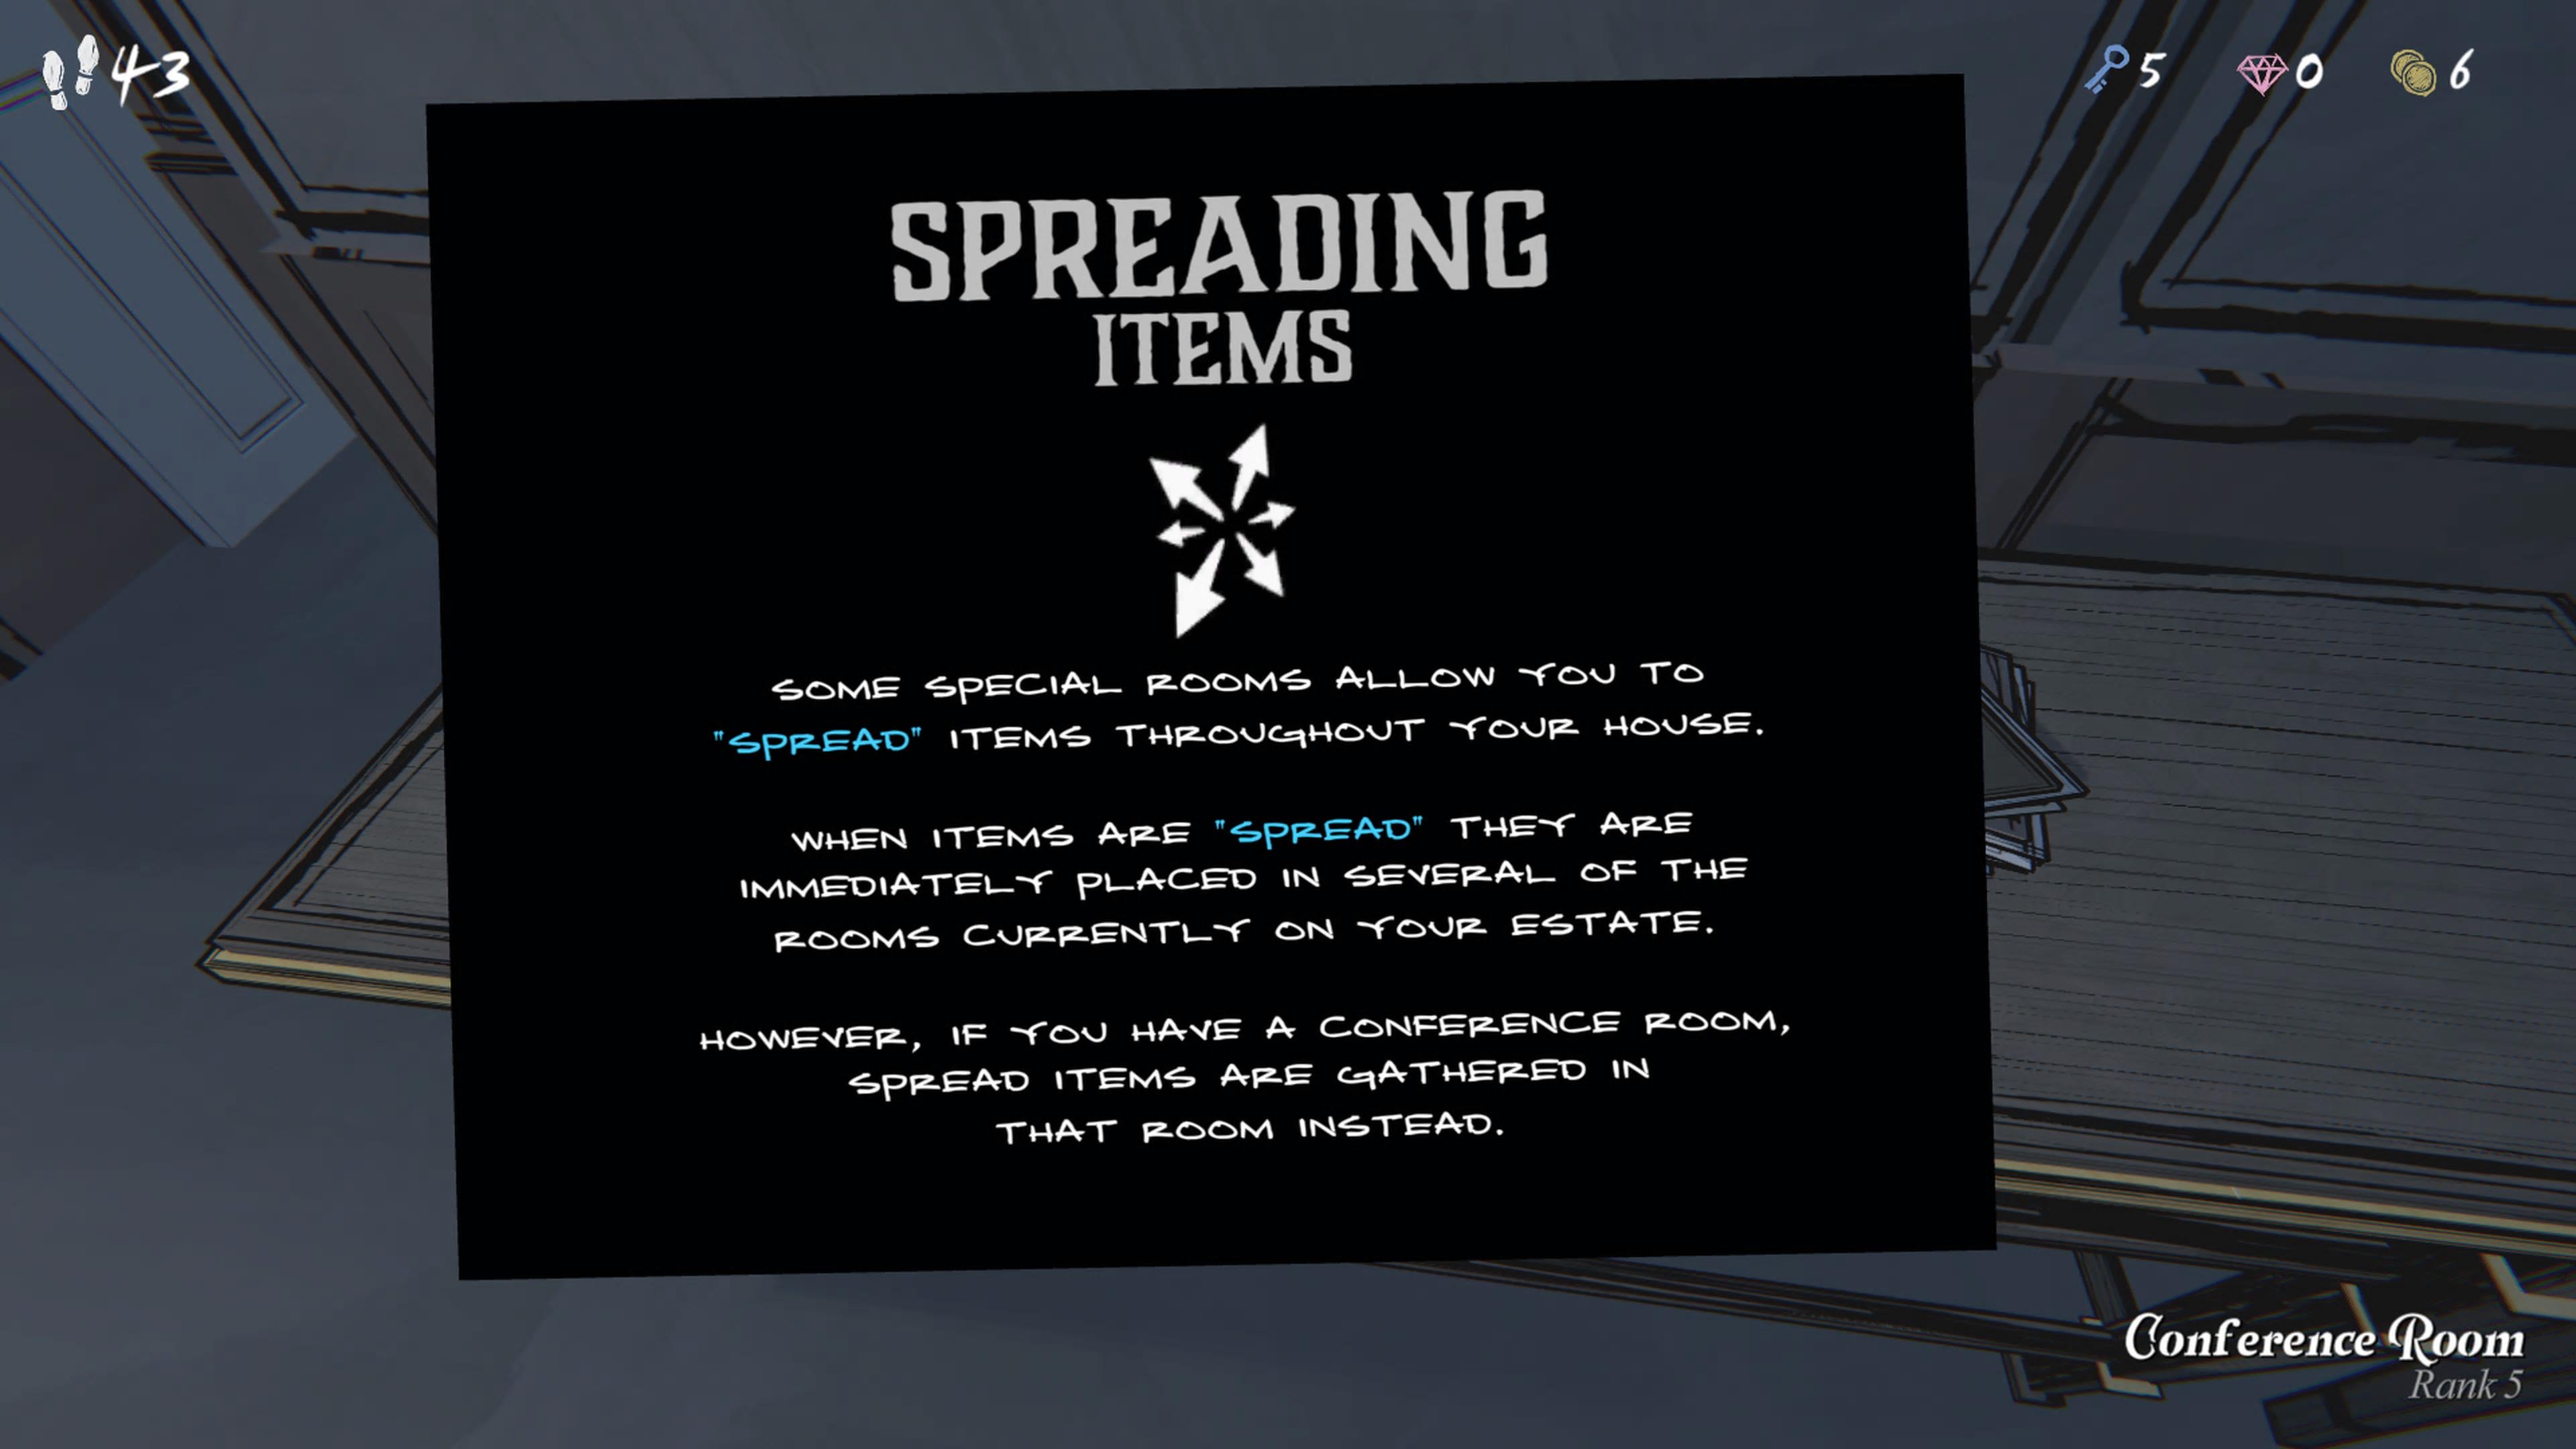 43
5
0
6
SPREADING
ITEMS
SOME SPECIAL ROOMS ALLOW YOU TO
"SPREAD" ITEMS THROUGHOUT YOUR HOUSE.
WHEN ITEMS ARE "SPREAD" THEY ARE
IMMEDIATELY PLACED IN SEVERAL OF THE
ROOMS CURRENTLY ON YOUR ESTATE.
HOWEVER, IF YOU HAVE A CONFERENCE ROOM,
SPREAD ITEMS ARE GATHERED IN
THAT ROOM INSTEAD.
Conference Room
Rank 5